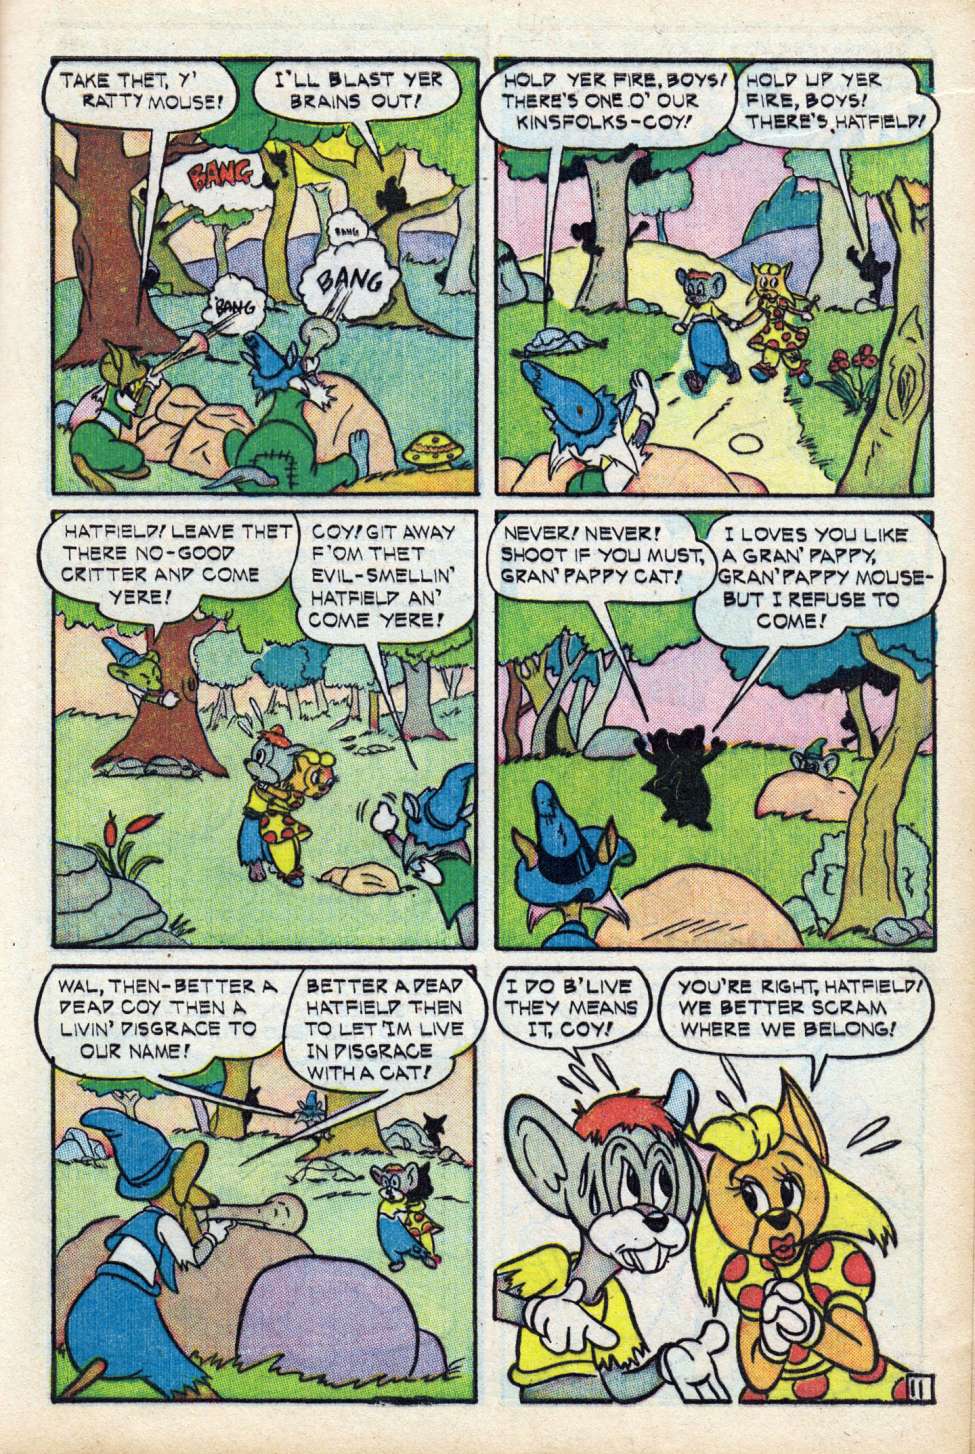 TAKE THET, Y'
RATTY MOUSE!
I'LL BLAST YER
BRAINS OUT!
BANG
BANG
BANG
BANG
HOLD YER FIRE, BOYS!
THERE'S ONE O' OUR
KINSFOLKS-COY!
HOLD UP YER
FIRE, BOYS!
THERE'S HATFIELD!
HATFIELD! LEAVE THET
THERE NO-GOOD
CRITTER AND COME
YERE!
COY! GIT AWAY
F'OM THET
EVIL-SMELLIN'
HATFIELD AN'
COME YERE!
NEVER! NEVER!
SHOOT IF YOU MUST,
GRAN'PAPPY CAT!
I LOVES YOU LIKE
A GRAN'PAPPY,
GRAN'PAPPY MOUSE-
BUT I REFUSE TO
COME!
WAL, THEN-BETTER A
DEAD COY THEN A
LIVIN' DISGRACE TO
OUR NAME!
BETTER A DEAD
HATFIELD THEN
TO LET 'IM LIVE
IN DISGRACE
WITH A CAT!
I DO B'LIVE
THEY MEANS
IT, COY!
YOU'RE RIGHT, HATFIELD!
WE BETTER SCRAM
WHERE WE BELONG!
11